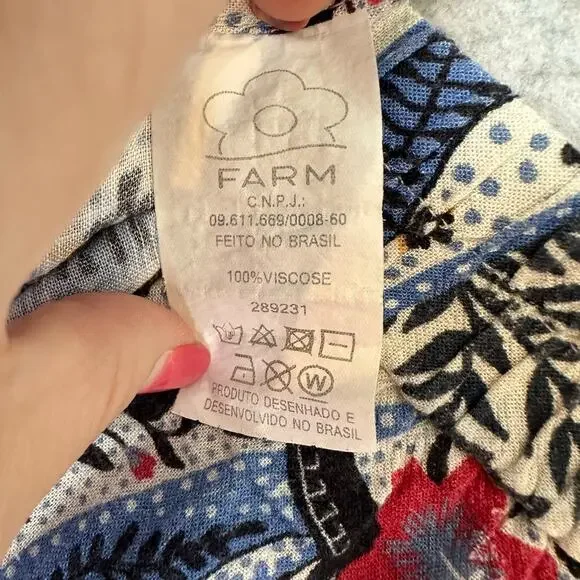 FARM
C.N.P.J.:
09.611.669/0008-60
FEITO NO BRASIL
100%VISCOSE
289231
W
PRODUTO DESENHADO E
DESENVOLVIDO NO BRASIL